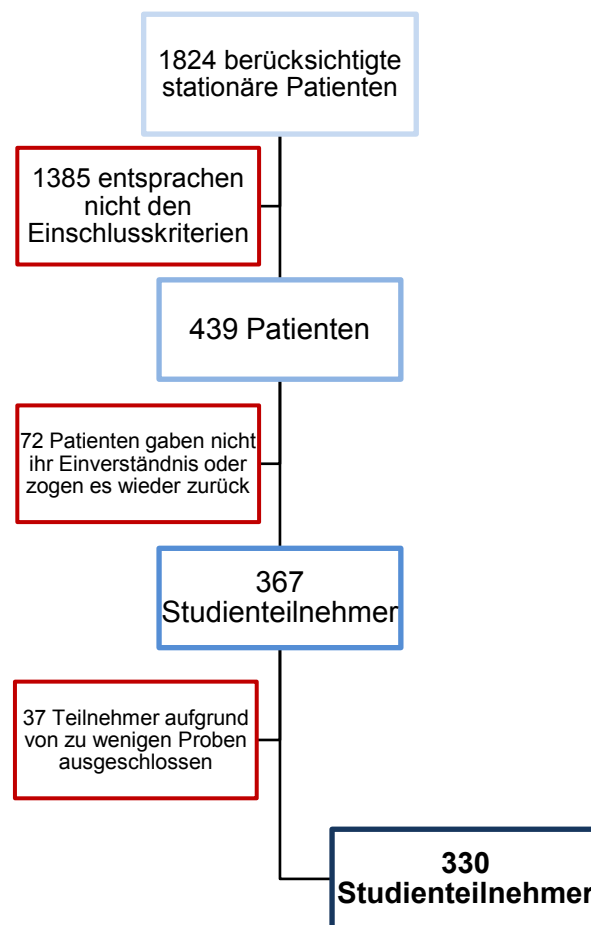 1824 berücksichtigte
stationäre Patienten
1385 entsprachen
nicht den
Einschlusskriterien
439 Patienten
72 Patienten gaben nicht
ihr Einverständnis oder
zogen es wieder zurück
367
Studienteilnehmer
37 Teilnehmer aufgrund
von zu wenigen Proben
ausgeschlossen
330
Studienteilnehmer